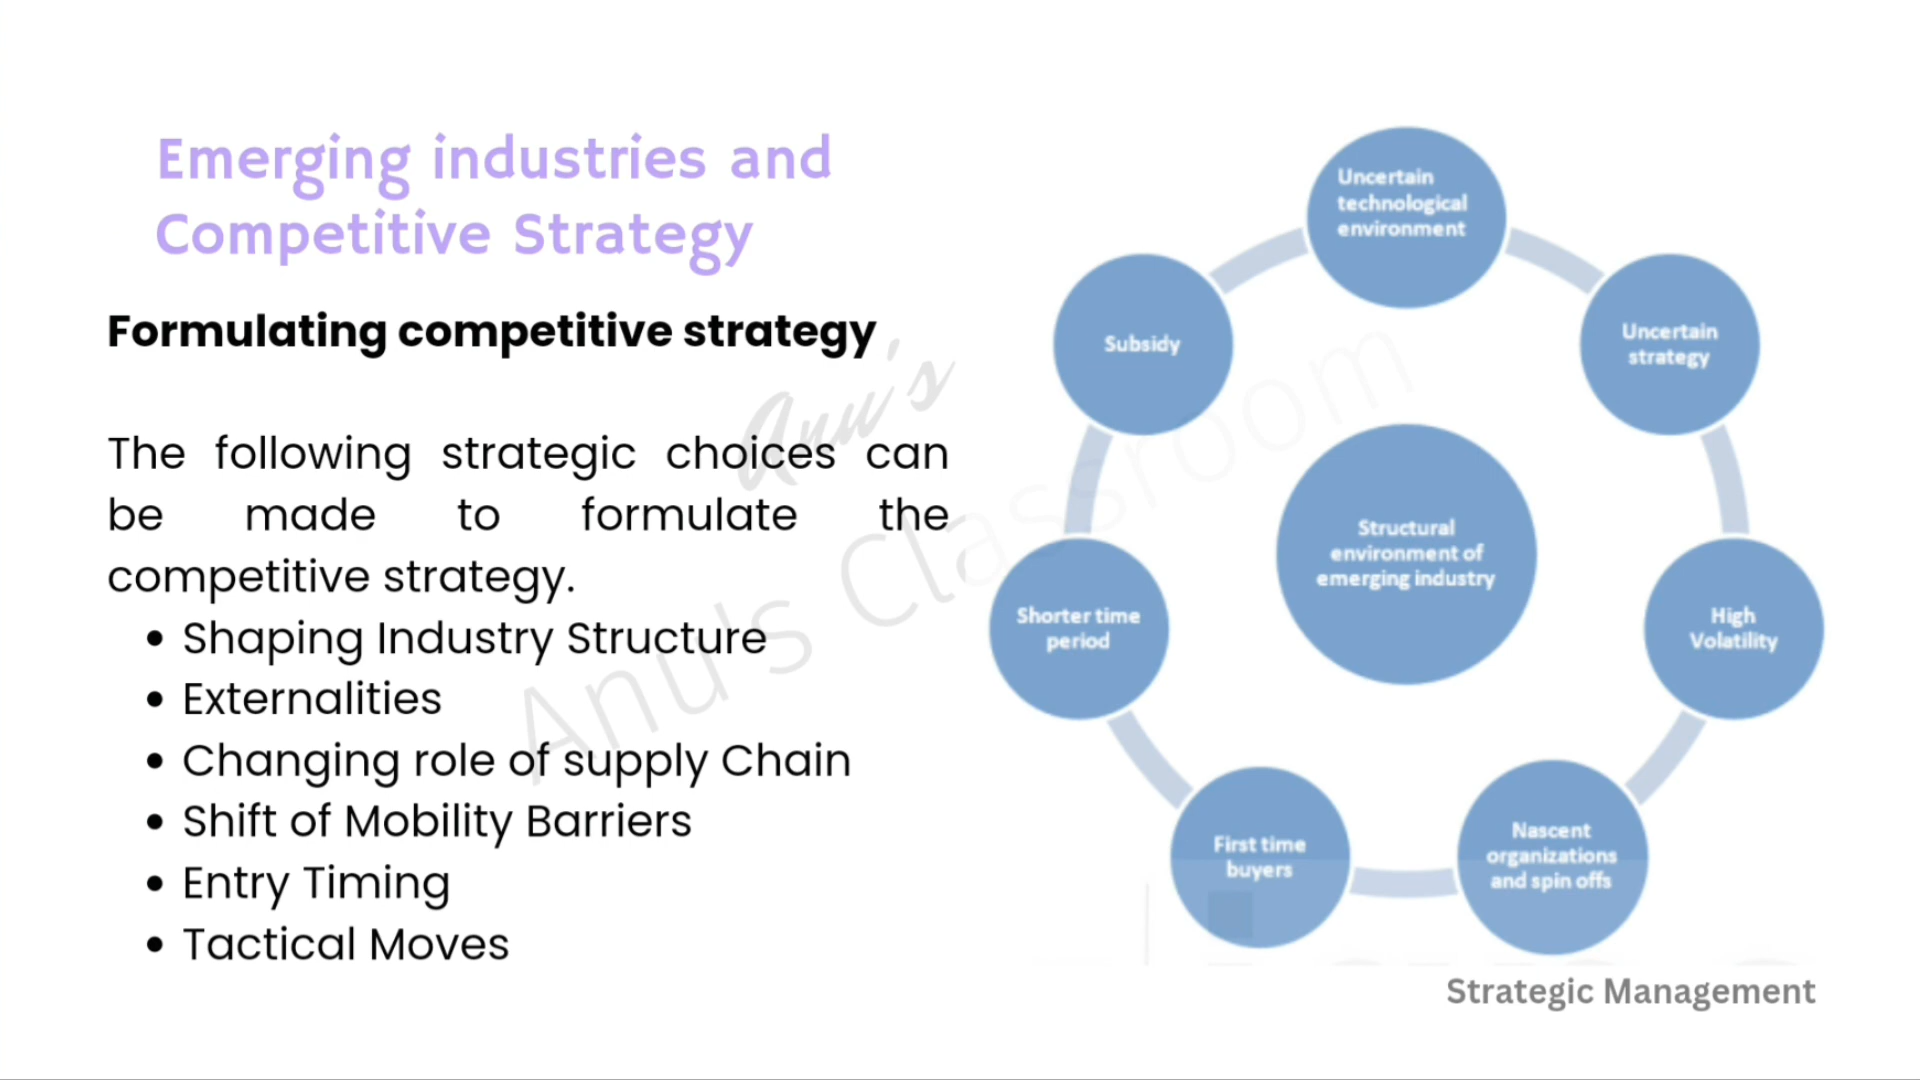 Emerging industries and
Competitive Strategy
Formulating competitive strategy
The following strategic choices can
be made to formulate the
competitive strategy.
• Shaping Industry Structure
• Externalities
• Changing role of supply Chain
• Shift of Mobility Barriers
• Entry Timing
• Tactical Moves
Anu's
Anu's Classroom
Uncertain
technological
environment
Uncertain
strategy
High
Volatility
Nascent
organizations
and spin offs
First time
buyers
Shorter time
period
Subsidy
Structural
environment of
emerging industry
Strategic Management